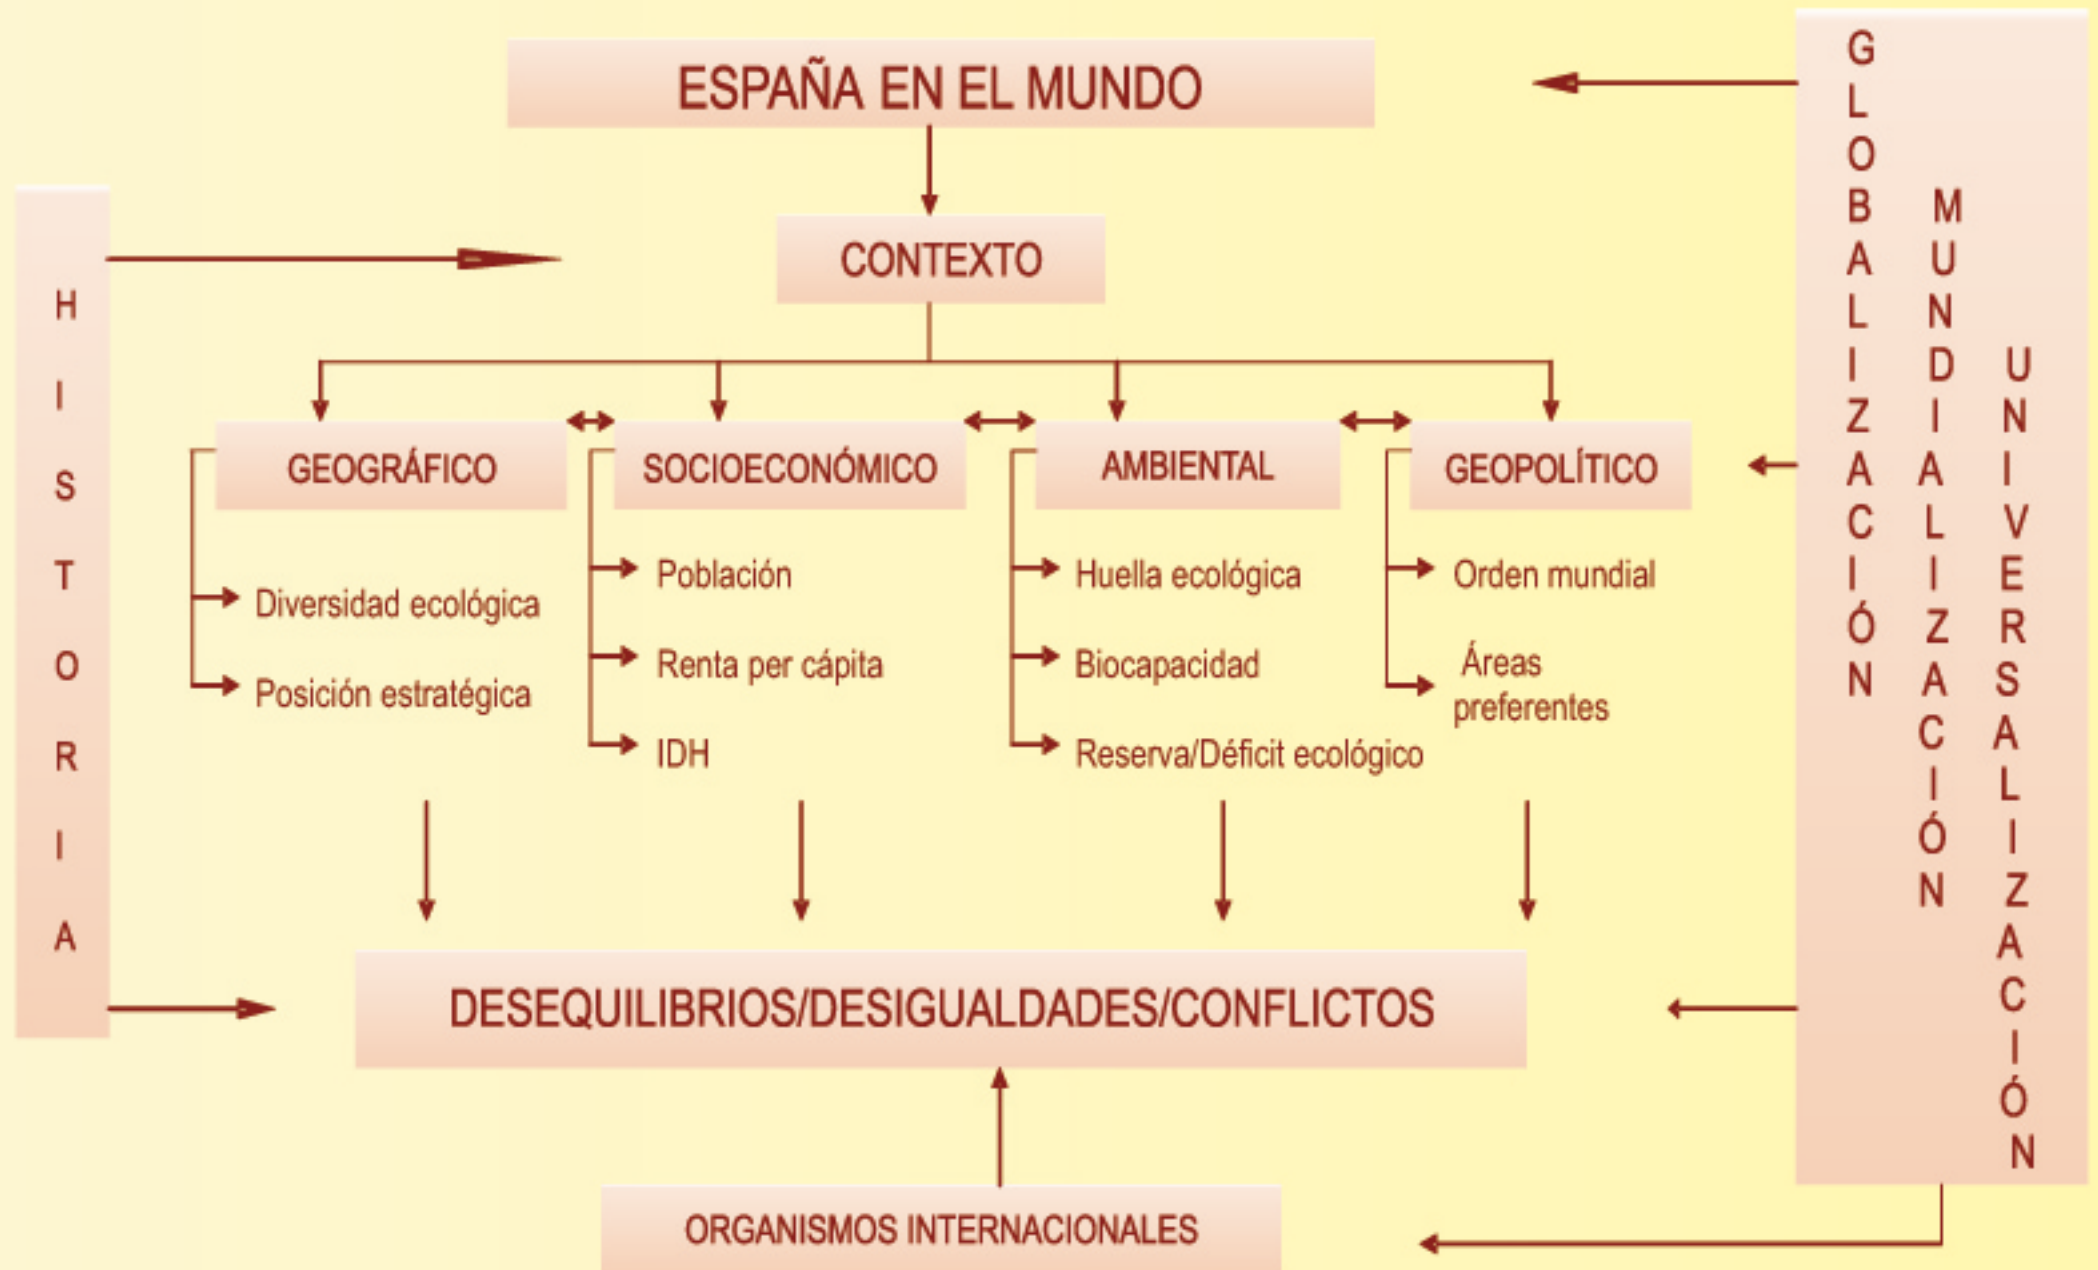 ESPAÑA EN EL MUNDO
CONTEXTO
HISTORIA
GEOGRÁFICO
Diversidad ecológica
Posición estratégica
SOCIOECONÓMICO
Población
Renta per cápita
IDH
AMBIENTAL
Huella ecológica
Biocapacidad
Reserva/Déficit ecológico
GEOPOLÍTICO
Orden mundial
Áreas
preferentes
GLOBALIZACIÓN
MUNDIALIZACIÓN
UNIVERSALIZACIÓN
DESEQUILIBRIOS/DESIGUALDADES/CONFLICTOS
ORGANISMOS INTERNACIONALES